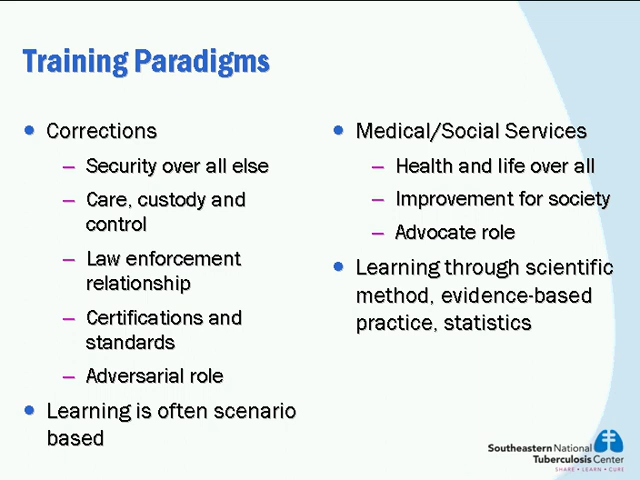 Training Paradigms
• Corrections
– Security over all else
– Care, custody and
control
– Law enforcement
relationship
– Certifications and
standards
– Adversarial role
• Learning is often scenario
based
• Medical/Social Services
– Health and life over all
– Improvement for society
– Advocate role
• Learning through scientific
method, evidence-based
practice, statistics
Southeastern National
Tuberculosis Center
SHARE • LEARN • CURE